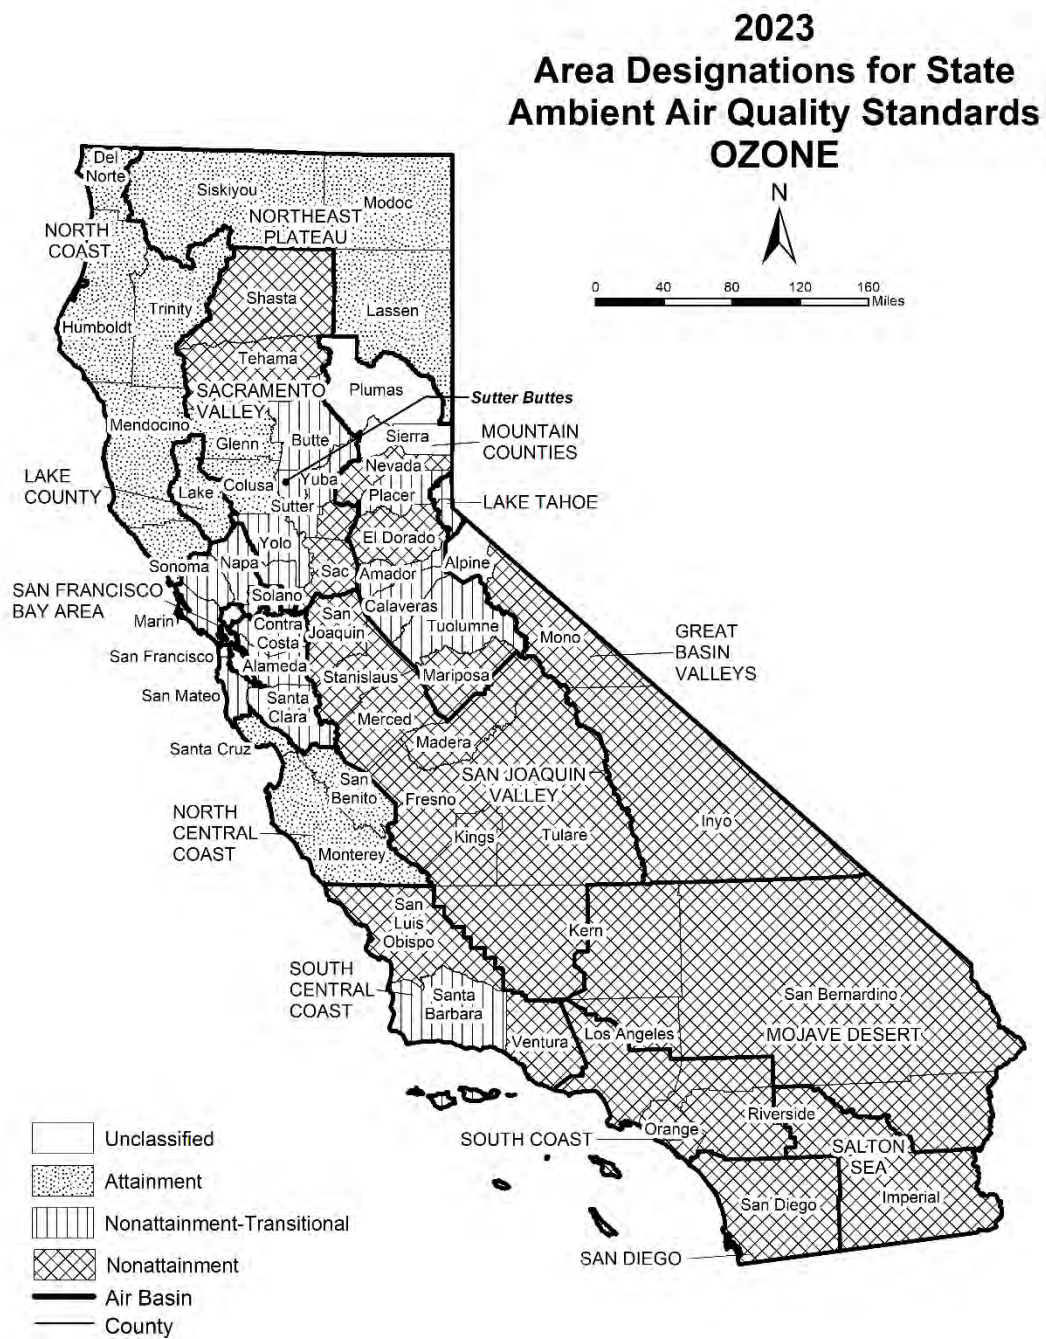 2023
Area Designations for State
Ambient Air Quality Standards
OZONE
N
0 40 80 120 160
Miles
Del
Norte
Siskiyou
Modoc
NORTHEAST
PLATEAU
NORTH
COAST
Shasta
Trinity
Lassen
Humboldt
Tehama
Plumas
SACRAMENTO
VALLEY
Sutter Buttes
Mendocino
Glenn
Butte
Sierra
MOUNTAIN
COUNTIES
Nevada
LAKE
COUNTY
Lake
Colusa
Yuba
Placer
LAKE TAHOE
Sutter
Yolo
El Dorado
Sonoma
Napa
Sac
Amador
Alpine
SAN FRANCISCO
BAY AREA
Solano
Calaveras
Marin
Contra
Costa
San
Joaquin
Tuolumne
Mono
GREAT
BASIN
VALLEYS
San Francisco
Alameda
Stanislaus
Mariposa
San Mateo
Santa
Clara
Merced
Santa Cruz
Madera
San
Benito
SAN JOAQUIN
VALLEY
Fresno
NORTH
CENTRAL
COAST
Kings
Tulare
Inyo
Monterey
San
Luis
Obispo
Kern
SOUTH
CENTRAL
COAST
Santa
Barbara
San Bernardino
Ventura
Los Angeles
MOJAVE DESERT
Riverside
Orange
SOUTH COAST
SALTON
SEA
San Diego
Imperial
SAN DIEGO
Unclassified
Attainment
Nonattainment-Transitional
Nonattainment
Air Basin
County